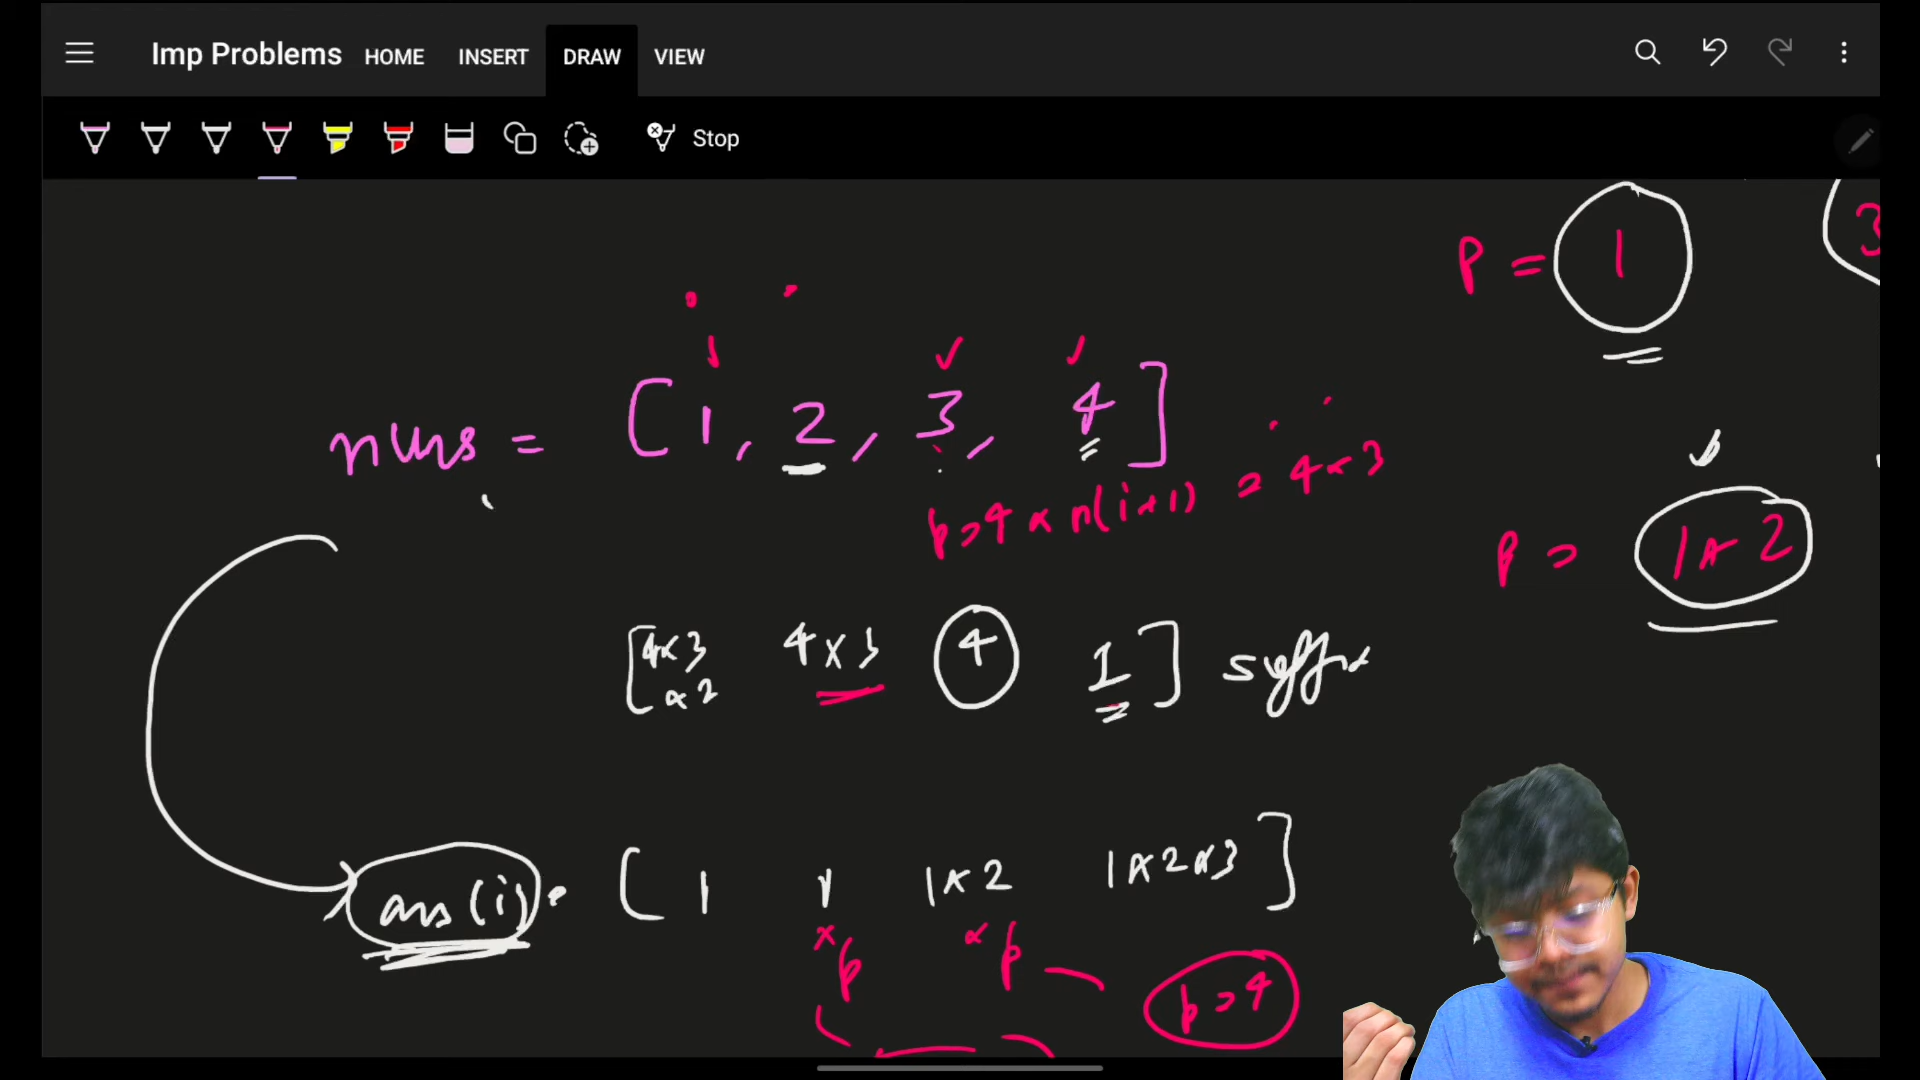 Imp Problems HOME INSERT DRAW VIEW
Stop
P = 1
3
nums = [1, 2, 3, 4]
p = 4 × n(i+1) = 4×3
p = 1×2
[4×3×2 4×3 4 1] suffix
ans(i) = [1 1 1×2 1×2×3]
×p ×p
p = 4